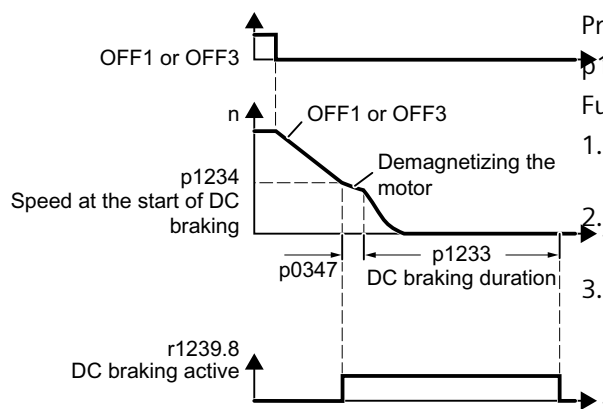 Pr
OFF1 or OFF3
p1
Fu
n
OFF1 or OFF3
1.
Demagnetizing the
motor
p1234
Speed at the start of DC
braking
2.
p0347
p1233
DC braking duration
3.
r1239.8
DC braking active